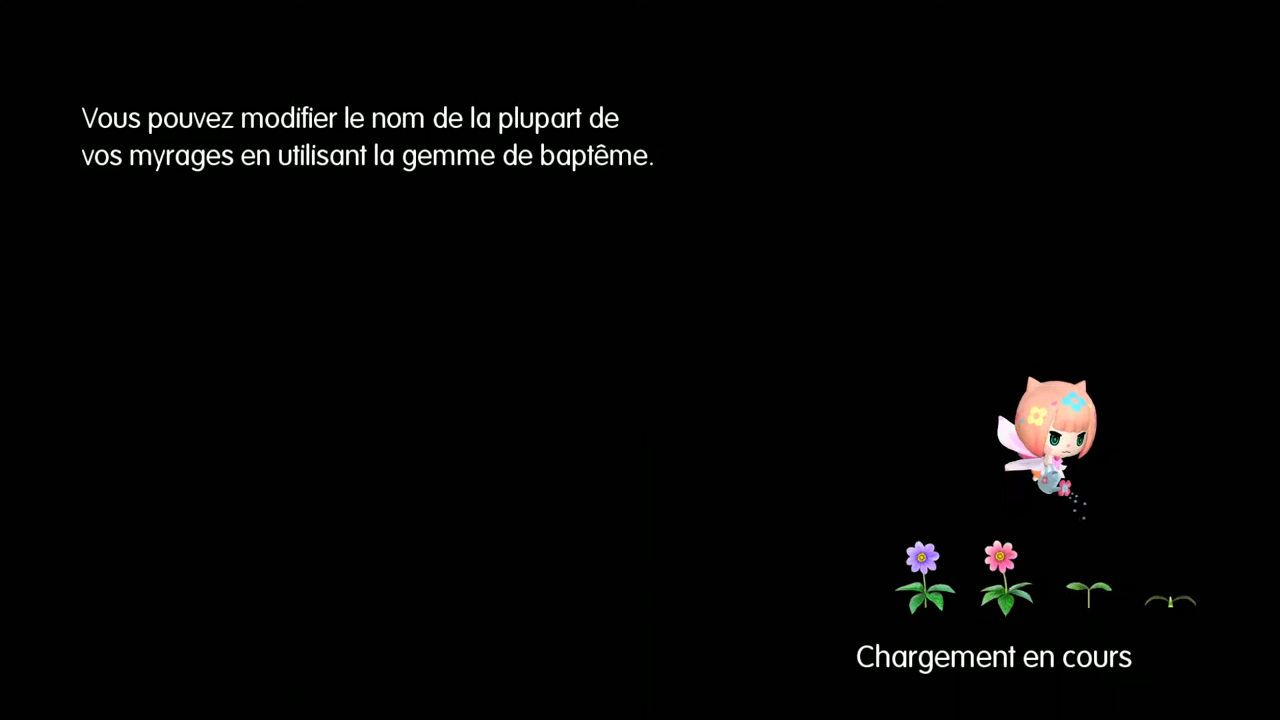 Vous pouvez modifier le nom de la plupart de
vos myrages en utilisant la gemme de baptême.
Chargement en cours